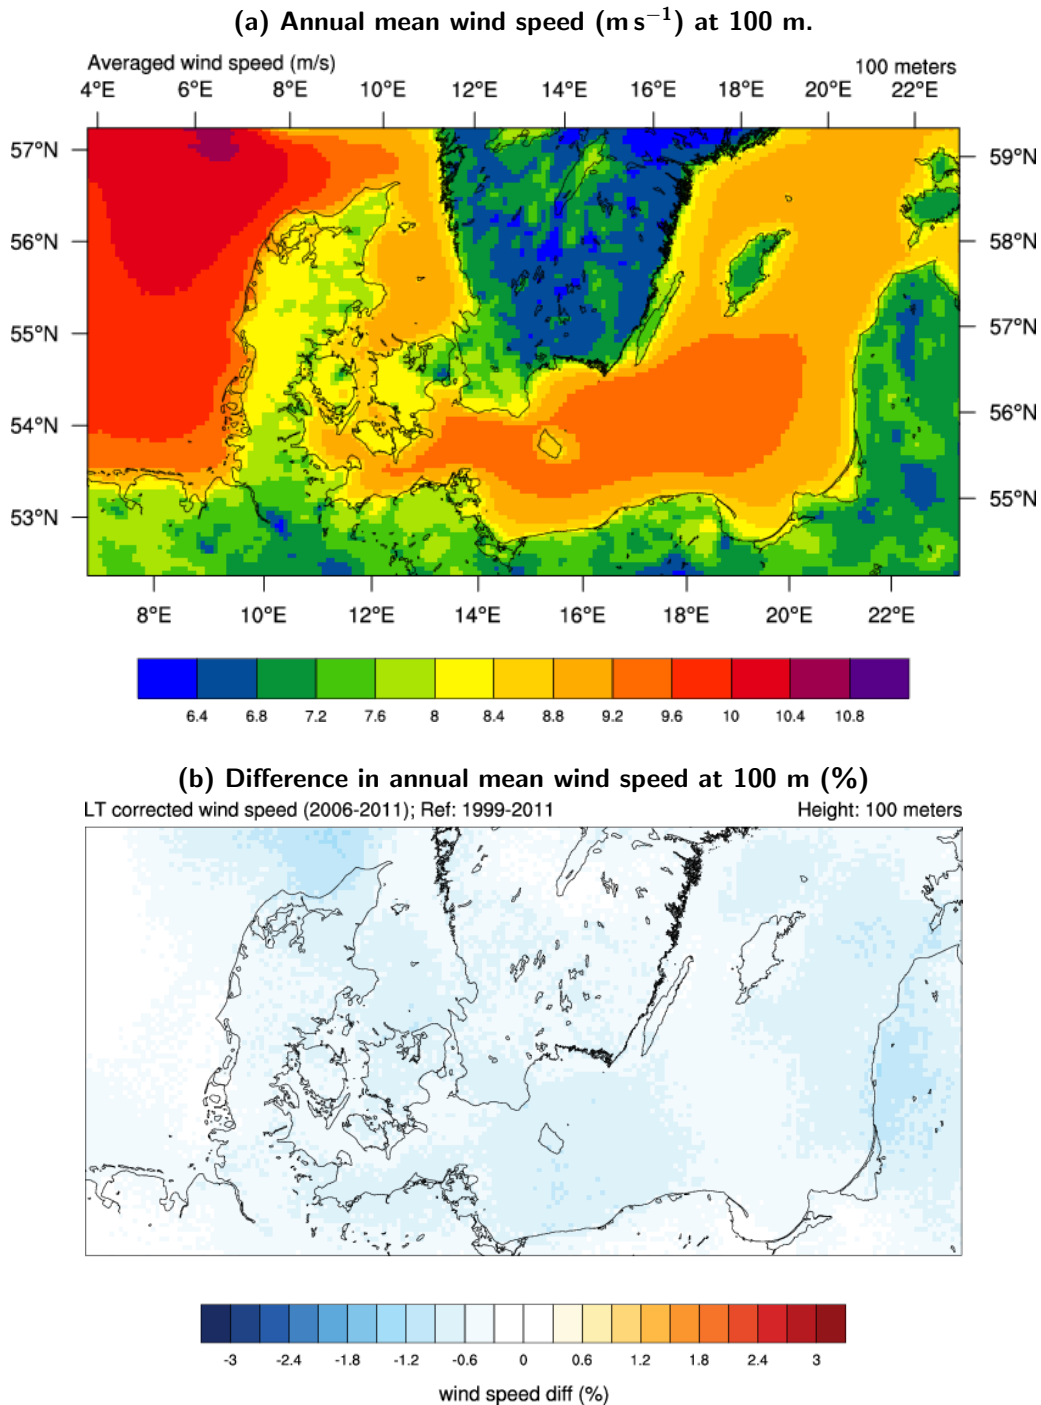 (a) Annual mean wind speed (m s⁻¹) at 100 m.
Averaged wind speed (m/s) 100 meters
4°E 6°E 8°E 10°E 12°E 14°E 16°E 18°E 20°E 22°E
57°N 59°N
56°N 58°N
55°N 57°N
54°N 56°N
53°N 55°N
8°E 10°E 12°E 14°E 16°E 18°E 20°E 22°E
6.4 6.8 7.2 7.6 8 8.4 8.8 9.2 9.6 10 10.4 10.8
(b) Difference in annual mean wind speed at 100 m (%)
LT corrected wind speed (2006-2011); Ref: 1999-2011 Height: 100 meters
-3 -2.4 -1.8 -1.2 -0.6 0 0.6 1.2 1.8 2.4 3
wind speed diff (%)